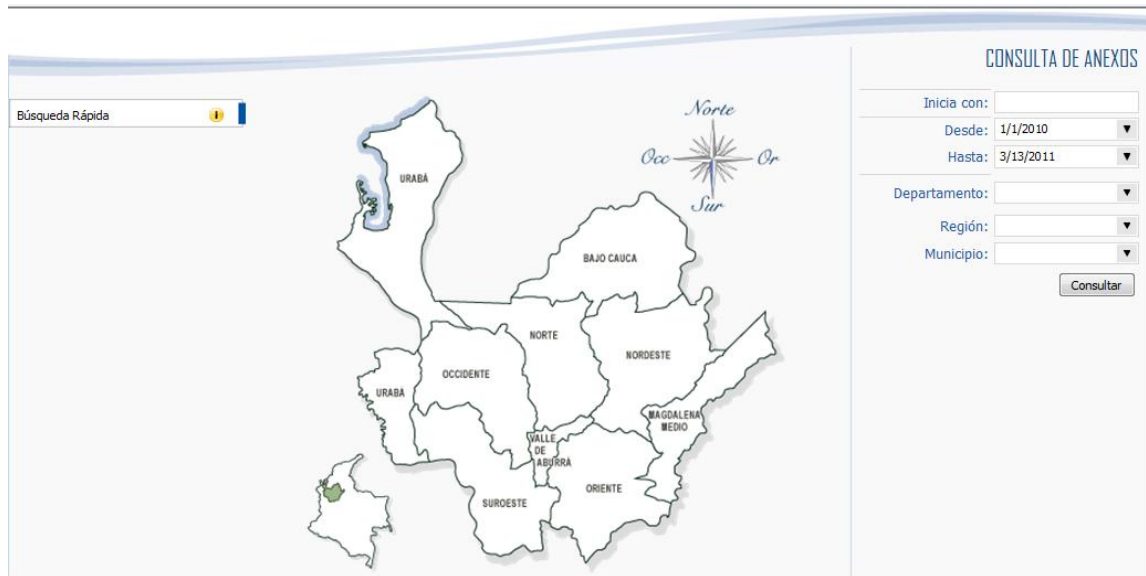 CONSULTA DE ANEXOS
Búsqueda Rápida
Inicia con:
Desde: 1/1/2010
Hasta: 3/13/2011
Departamento:
Región:
Municipio:
Consultar
Norte
Occ
Or
Sur
URABÁ
BAJO CAUCA
NORTE
NORDESTE
OCCIDENTE
URABÁ
MAGDALENA
MEDIO
VALLE
DE
ABURRÁ
ORIENTE
SUROESTE